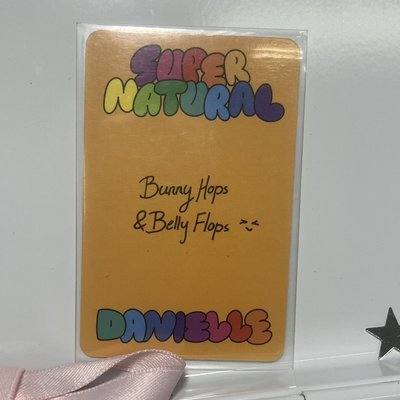 SUPER
NATURAL
Bunny Hops
& Belly Flops
DANIELLE